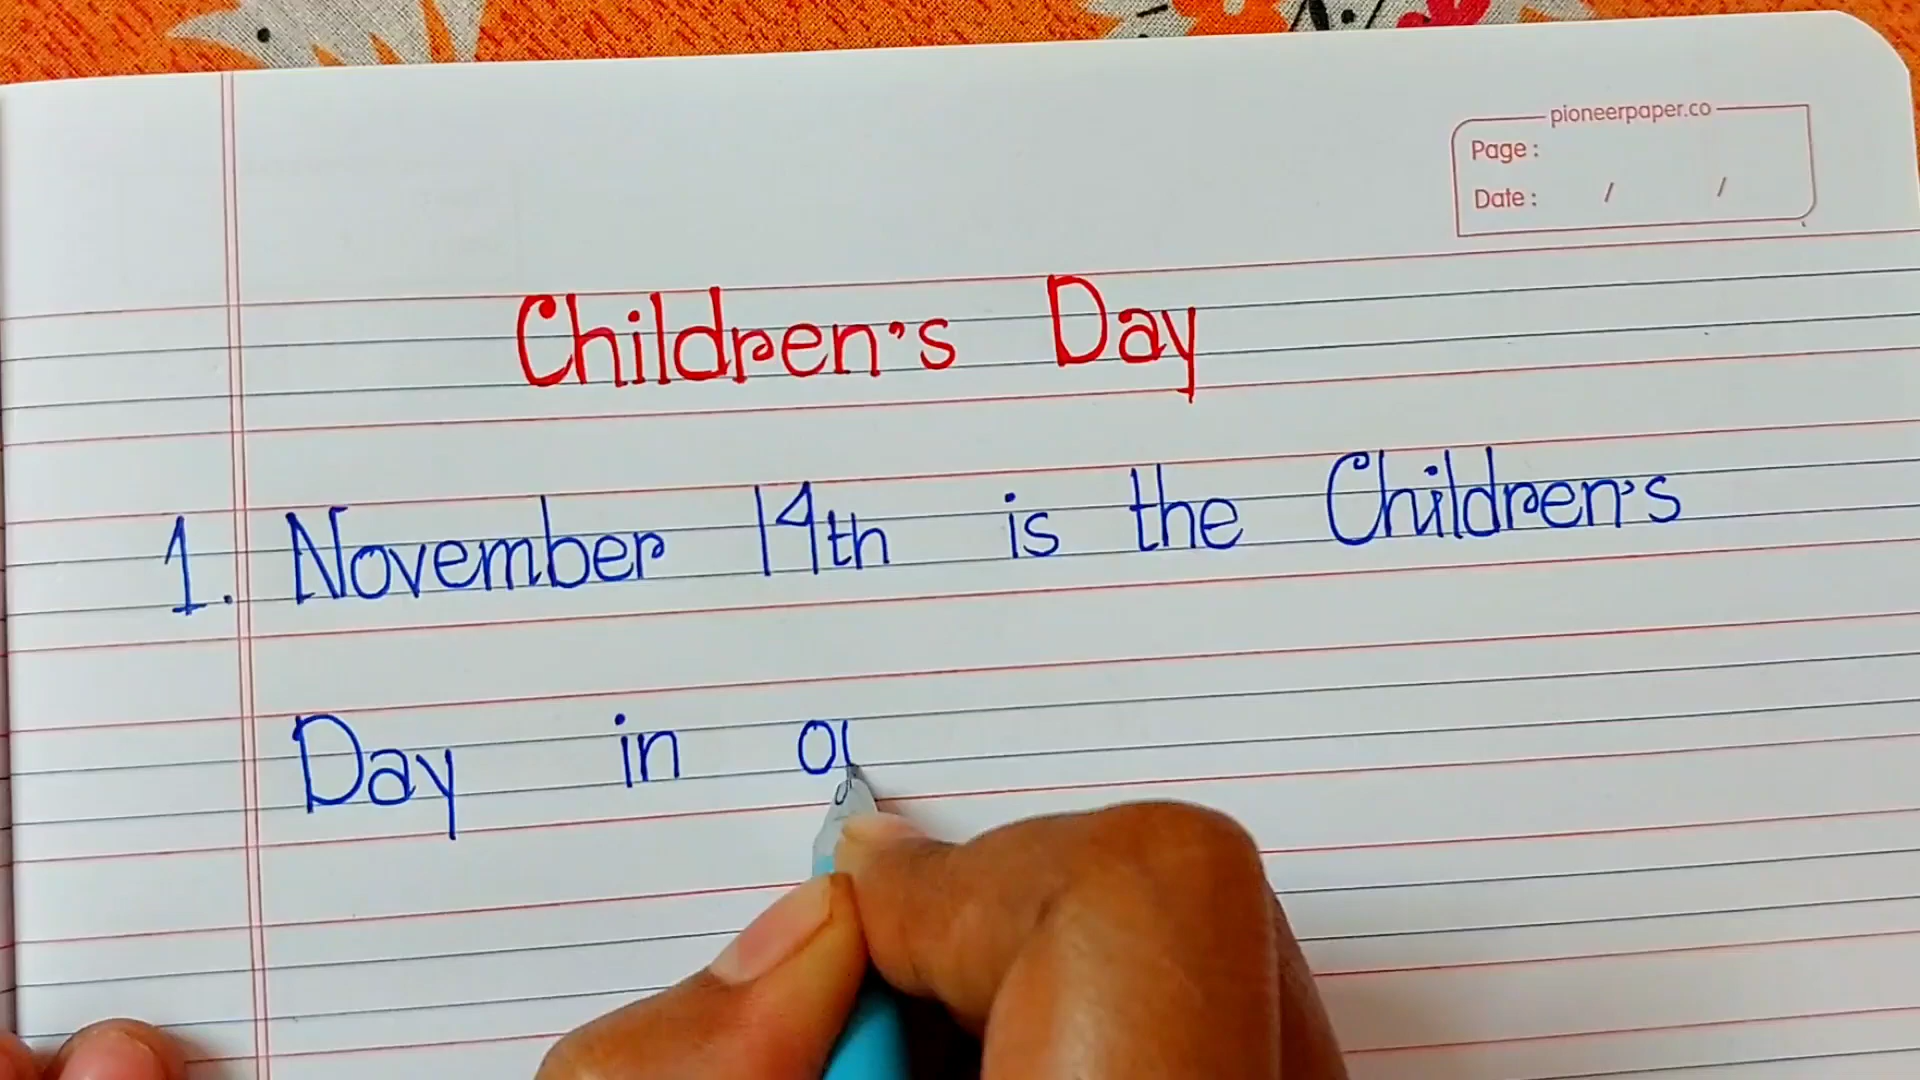 pioneerpaper.co
Page :
Date : / /
Children's Day
1. November 14th is the Children's
Day in